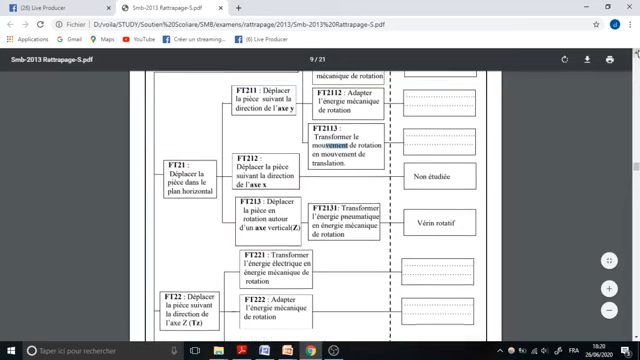 (28) Facebook Live Producer
Smb-2013 Rattrapage-S.pdf
Fichier
D:/voila/STUDY/Soutien%20Scolare/SMB/examens/rattrapage/2013/Smb-2013%20Rattrapage-S.pdf
Applications
Gmail
YouTube
Maps
Création de streaming...
(1) Live Producer
Smb-2013 Rattrapage-S.pdf
9 / 21
mécanique de rotation
FT211 : Déplacer
la pièce suivant la
direction de l'axe y
FT2112 : Adapter
l'énergie mécanique
de rotation
FT2113 :
Transformer le
mouvement de rotation
en mouvement de
translation.
FT21 :
Déplacer la
pièce dans le
plan horizontal
FT212 :
Déplacer la pièce
suivant la direction
de l'axe x
Non étudiée
FT213 : Déplacer
la pièce en
rotation autour
d'un axe vertical(Z)
FT2131 : Transformer
l'énergie pneumatique
en énergie mécanique
de rotation
Vérin rotatif
FT221 : Transformer
l'énergie électrique en
énergie mécanique de
rotation
FT22 : Déplacer
la pièce suivant
la direction de
l'axe Z (Tz)
FT222 : Adapter
l'énergie mécanique
de rotation
Taper ici pour rechercher
FRA
10:20
26/06/2020